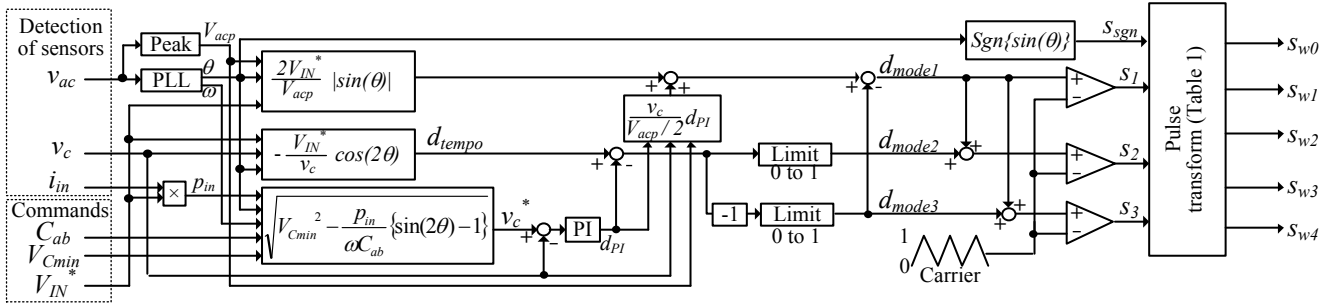 Detection
of sensors
v_ac
v_c
i_in
Commands
C_ab
V_Cmin
V_IN^*
Peak
V_acp
PLL
θ
ω
×
p_in
2V_IN^* / V_acp |sin(θ)|
- V_IN^* / v_c cos(2θ)
d_tempo
√(V_Cmin^2 - p_in / ωC_ab {sin(2θ) - 1})
v_c^*
+
-
PI
d_PI
+
-
v_c / V_acp / 2 d_PI
+
+
+
-
Sgn{sin(θ)}
s_sgn
d_mode1
Limit
0 to 1
d_mode2
-1
Limit
0 to 1
d_mode3
+
+
+
+
1
0
Carrier
+
-
s_1
+
-
s_2
+
-
s_3
Pulse
transform (Table 1)
s_w0
s_w1
s_w2
s_w3
s_w4